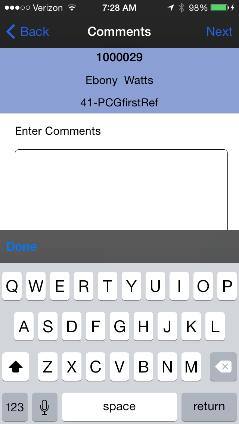 Verizon 7:28 AM 98%
Back Comments Next
1000029
Ebony Watts
41-PCGfirstRef
Enter Comments
Done
Q W E R T Y U I O P
A S D F G H J K L
Z X C V B N M
123 space return